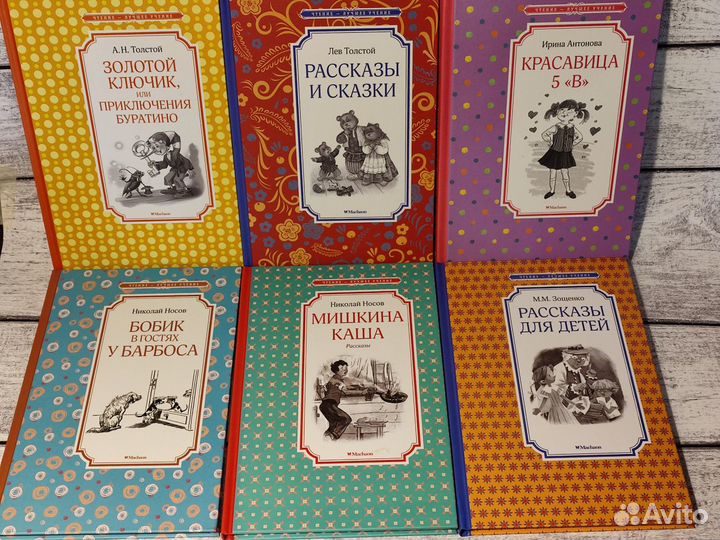 ЧТЕНИЕ – ЛУЧШЕЕ УЧЕНИЕ
А.Н. ТОЛСТОЙ
ЗОЛОТОЙ
КЛЮЧИК,
ИЛИ
ПРИКЛЮЧЕНИЯ
БУРАТИНО
Machaon
ЧТЕНИЕ – ЛУЧШЕЕ УЧЕНИЕ
Лев Толстой
РАССКАЗЫ
И СКАЗКИ
Machaon
ЧТЕНИЕ – ЛУЧШЕЕ УЧЕНИЕ
Ирина Антонова
КРАСАВИЦА
5 «В»
Machaon
ЧТЕНИЕ – ЛУЧШЕЕ УЧЕНИЕ
Николай Носов
БОБИК
В ГОСТЯХ
У БАРБОСА
Machaon
ЧТЕНИЕ – ЛУЧШЕЕ УЧЕНИЕ
Николай Носов
МИШКИНА
КАША
Рассказы
Machaon
ЧТЕНИЕ – ЛУЧШЕЕ УЧЕНИЕ
М.М. Зощенко
РАССКАЗЫ
ДЛЯ ДЕТЕЙ
Machaon
Avito